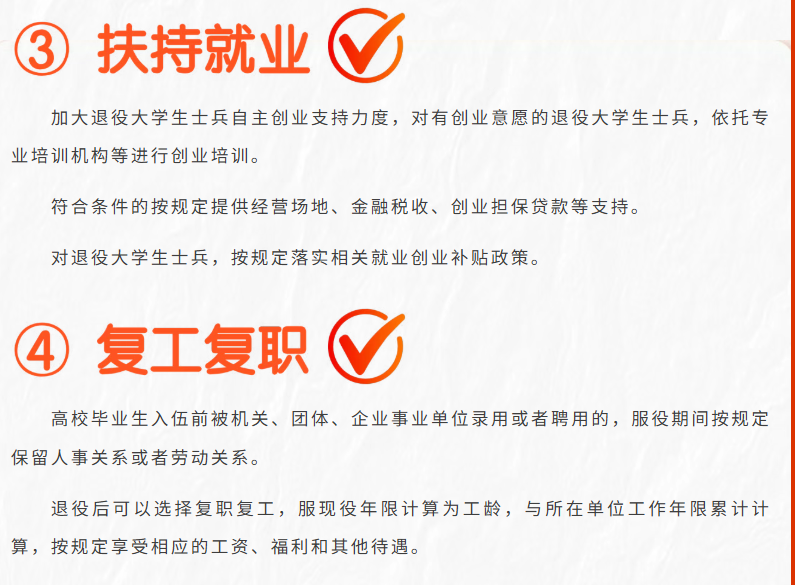 ③ 扶持就业
加大退役大学生士兵自主创业支持力度，对有创业意愿的退役大学生士兵，依托专
业培训机构等进行创业培训。
符合条件的按规定提供经营场地、金融税收、创业担保贷款等支持。
对退役大学生士兵，按规定落实相关就业创业补贴政策。
④ 复工复职
高校毕业生入伍前被机关、团体、企业事业单位录用或者聘用的，服役期间按规定
保留人事关系或者劳动关系。
退役后可以选择复职复工，服现役年限计算为工龄，与所在单位工作年限累计计
算，按规定享受相应的工资、福利和其他待遇。